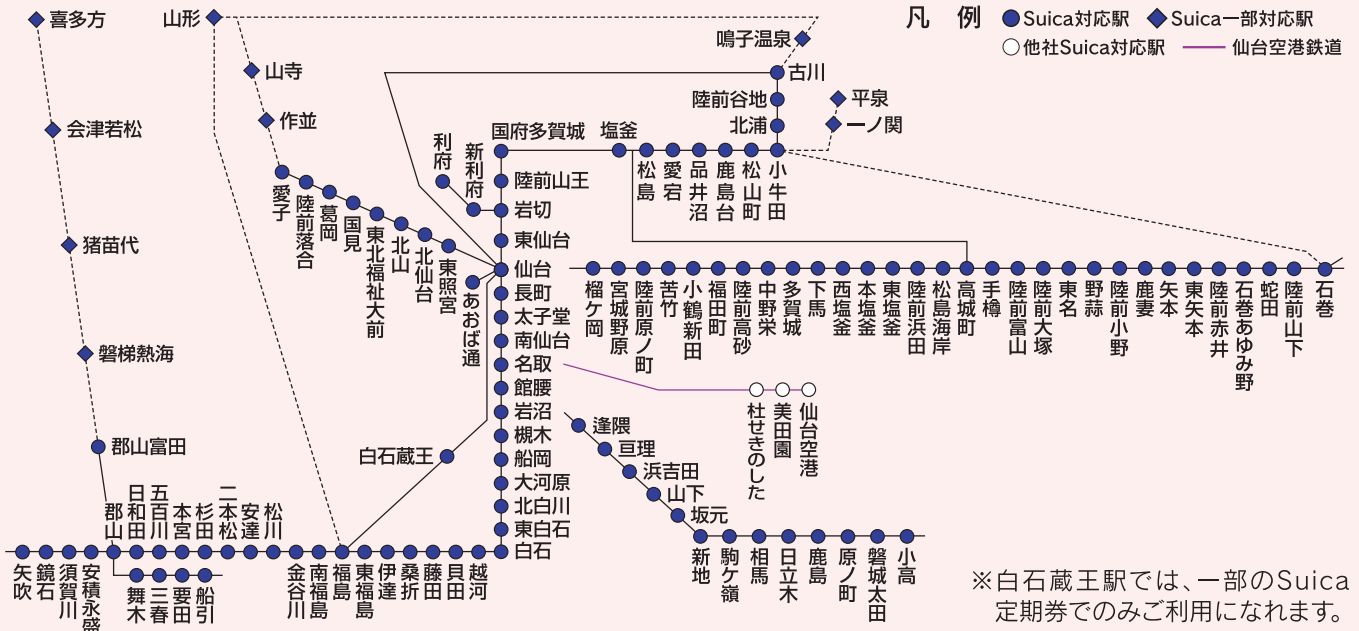 凡 例
Suica対応駅
Suica一部対応駅
他社Suica対応駅
仙台空港鉄道
喜多方
会津若松
猪苗代
磐梯熱海
郡山富田
山形
山寺
作並
愛子
陸前落合
葛岡
国見
東北福祉大前
北山
北仙台
東照宮
鳴子温泉
古川
陸前谷地
北浦
平泉
一ノ関
国府多賀城
塩釜
松島
愛宕
品井沼
鹿島台
松山町
小牛田
利府
新利府
陸前山王
岩切
東仙台
仙台
あおば通
長町
太子堂
南仙台
名取
館腰
岩沼
槻木
船岡
大河原
北白川
東白石
白石
白石蔵王
榴ケ岡
宮城野原
陸前原ノ町
苦竹
小鶴新田
福田町
陸前高砂
中野栄
多賀城
下馬
西塩釜
本塩釜
東塩釜
陸前浜田
松島海岸
高城町
手樽
陸前富山
陸前大塚
東名
野蒜
陸前小野
鹿妻
矢本
東矢本
陸前赤井
石巻あゆみ野
蛇田
陸前山下
石巻
杜せきのした
美田園
仙台空港
逢隈
亘理
浜吉田
山下
坂元
新地
駒ケ嶺
相馬
日立木
鹿島
原ノ町
磐城太田
小高
矢吹
鏡石
須賀川
安積永盛
郡山
日和田
五百川
本宮
杉田
二本松
安達
松川
金谷川
南福島
福島
東福島
伊達
桑折
藤田
貝田
越河
舞木
三春
要田
船引
※白石蔵王駅では、一部のSuica
定期券でのみご利用になれます。